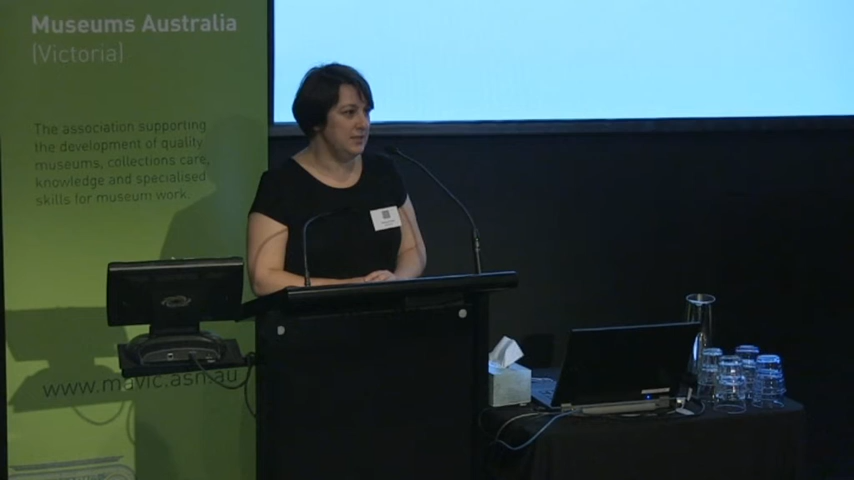 Museums Australia
(Victoria)
The association supporting
the development of quality
museums, collections care,
knowledge and specialised
skills for museum work.
www.mavic.asn.au